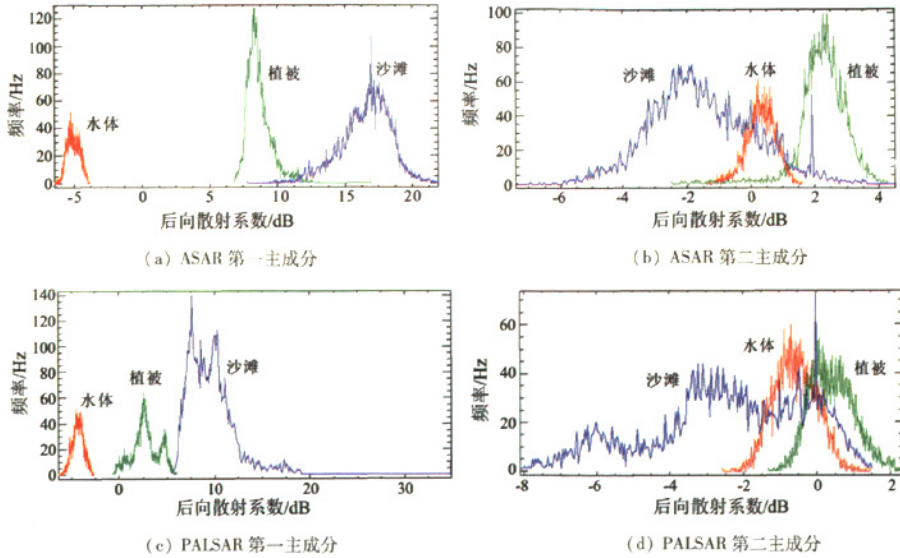 频率/Hz
120
100
80
60
40
20
0
水体
植被
沙滩
-5
0
5
10
15
20
后向散射系数/dB
(a) ASAR 第一主成分
频率/Hz
100
80
60
40
20
0
沙滩
水体
植被
-6
-4
-2
0
2
4
后向散射系数/dB
(b) ASAR 第二主成分
频率/Hz
140
120
100
80
60
40
20
0
水体
植被
沙滩
0
10
20
30
后向散射系数/dB
(c) PALSAR 第一主成分
频率/Hz
60
40
20
0
沙滩
水体
植被
-8
-6
-4
-2
0
2
后向散射系数/dB
(d) PALSAR 第二主成分